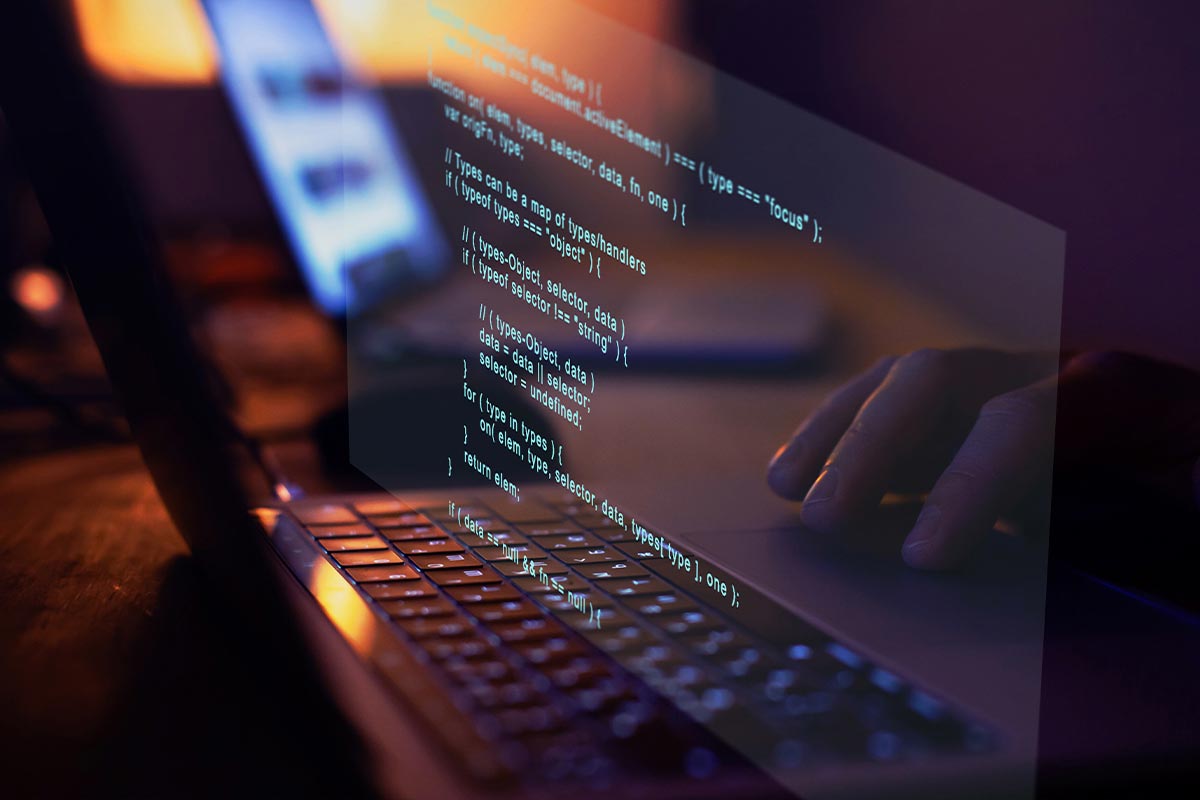 elem, type ) {
return ( elem === document.activeElement ) === ( type === "focus" );
}
function on( elem, types, selector, data, fn, one ) {
var origFn, type;
// Types can be a map of types/handlers
if ( typeof types === "object" ) {
// ( types-Object, selector, data )
if ( typeof selector !== "string" ) {
// ( types-Object, data )
data = data || selector;
selector = undefined;
}
for ( type in types ) {
on( elem, type, selector, data, types[ type ], one );
}
return elem;
}
if ( data == null && fn == null ) {